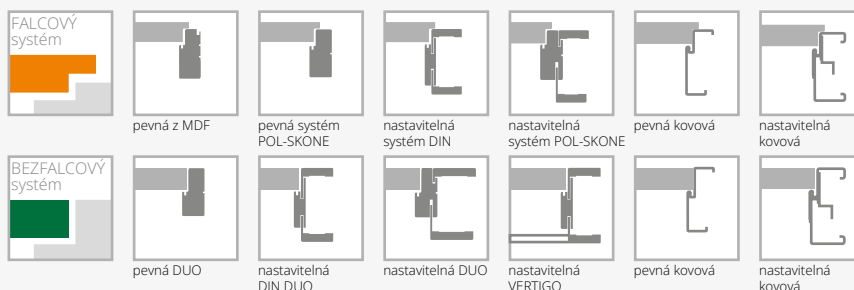 FALCOVÝ
systém
pevná z MDF
pevná systém
POL-SKONE
nastavitelná
systém DIN
nastavitelná
systém POL-SKONE
pevná kovová
nastavitelná
kovová
BEZFALCOVÝ
systém
pevná DUO
nastavitelná
DIN DUO
nastavitelná DUO
nastavitelná
VERTIGO
pevná kovová
nastavitelná
kovová